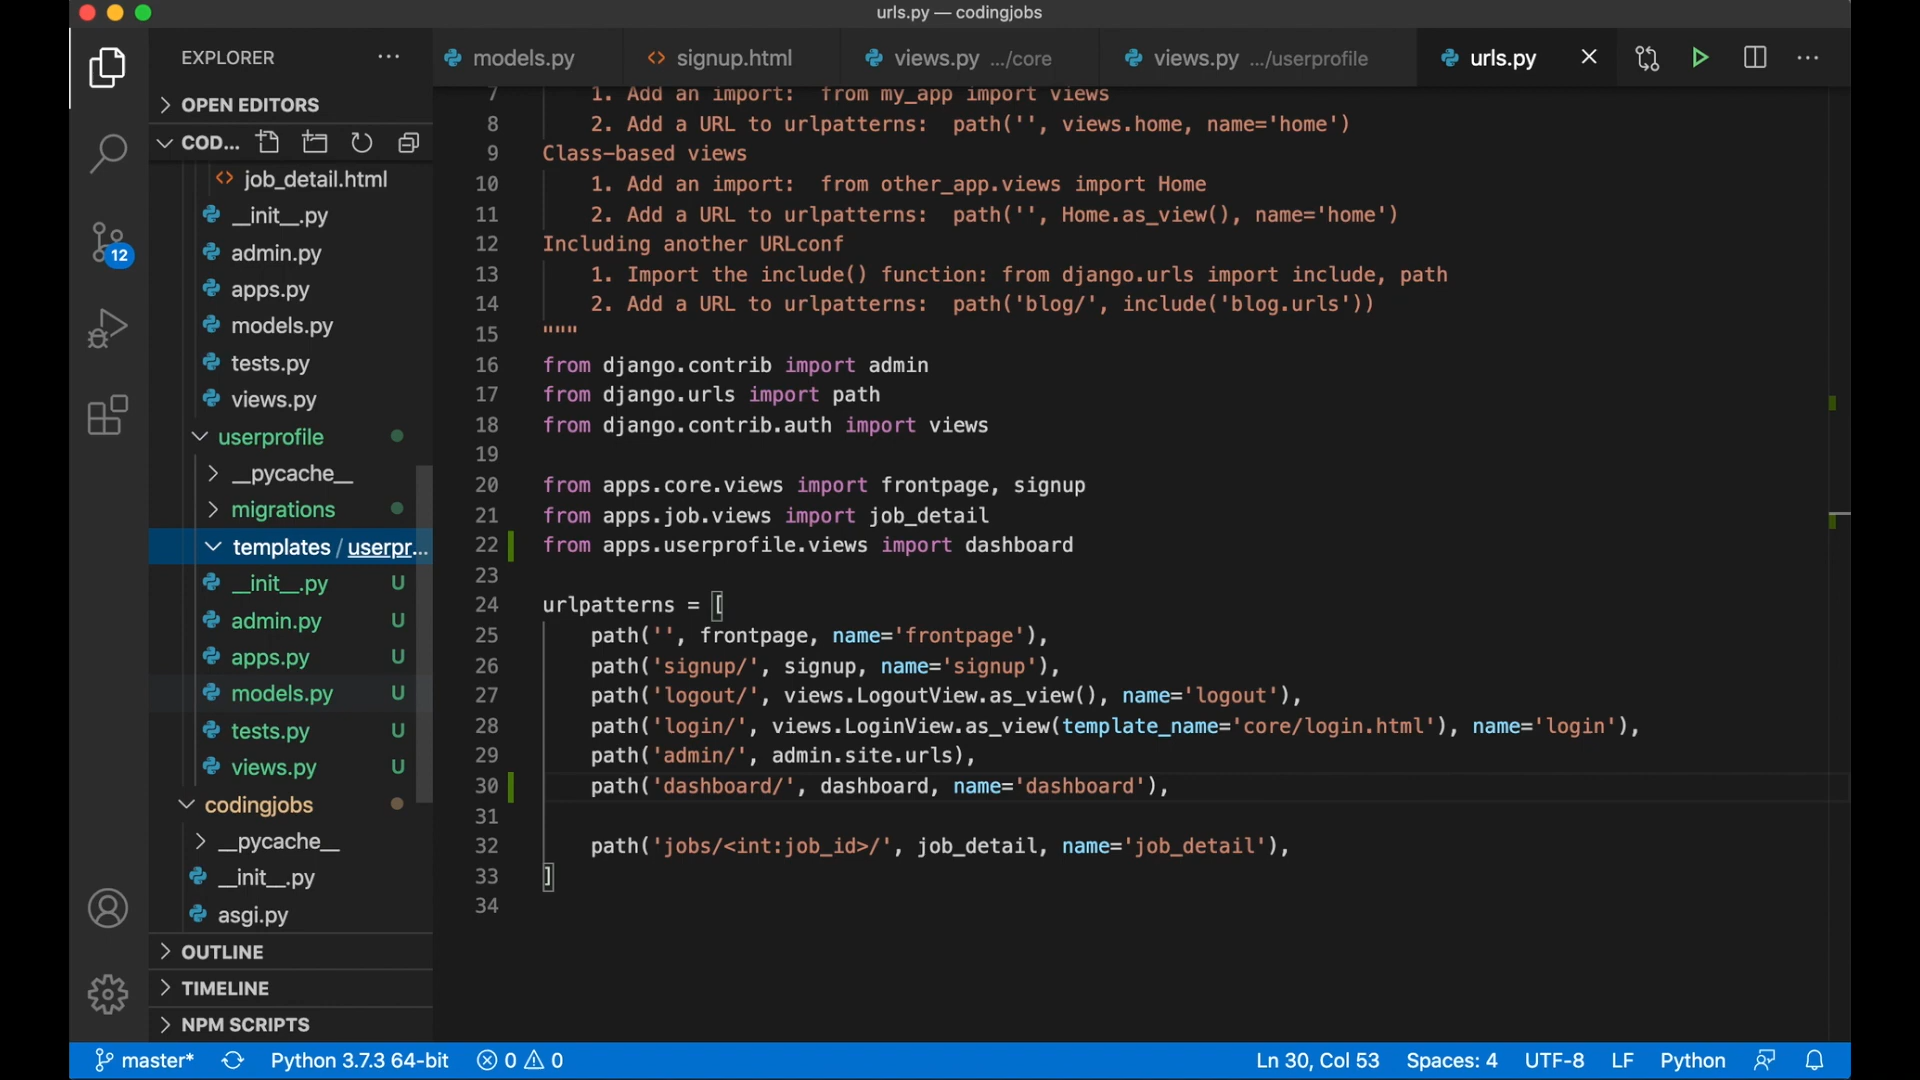 urls.py — codingjobs
EXPLORER
models.py
signup.html
views.py .../core
views.py .../userprofile
urls.py
OPEN EDITORS
COD...
job_detail.html
__init__.py
admin.py
apps.py
models.py
tests.py
views.py
userprofile
__pycache__
migrations
templates / userpr...
__init__.py U
admin.py U
apps.py U
models.py U
tests.py U
views.py U
codingjobs
__pycache__
__init__.py
asgi.py
OUTLINE
TIMELINE
NPM SCRIPTS
12
7 1. Add an import:  from my_app import views
8 2. Add a URL to urlpatterns:  path('', views.home, name='home')
9 Class-based views
10 1. Add an import:  from other_app.views import Home
11 2. Add a URL to urlpatterns:  path('', Home.as_view(), name='home')
12 Including another URLconf
13 1. Import the include() function: from django.urls import include, path
14 2. Add a URL to urlpatterns:  path('blog/', include('blog.urls'))
15 """
16 from django.contrib import admin
17 from django.urls import path
18 from django.contrib.auth import views
19
20 from apps.core.views import frontpage, signup
21 from apps.job.views import job_detail
22 from apps.userprofile.views import dashboard
23
24 urlpatterns = [
25 path('', frontpage, name='frontpage'),
26 path('signup/', signup, name='signup'),
27 path('logout/', views.LogoutView.as_view(), name='logout'),
28 path('login/', views.LoginView.as_view(template_name='core/login.html'), name='login'),
29 path('admin/', admin.site.urls),
30 path('dashboard/', dashboard, name='dashboard'),
31
32 path('jobs/<int:job_id>/', job_detail, name='job_detail'),
33 ]
34
master* Python 3.7.3 64-bit 0 0 Ln 30, Col 53 Spaces: 4 UTF-8 LF Python